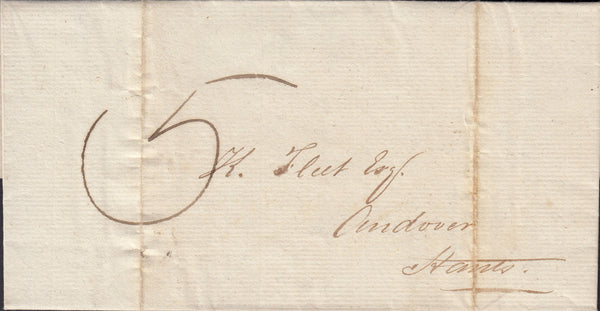 5
K. Fleet Esq.
Andover
Hants.